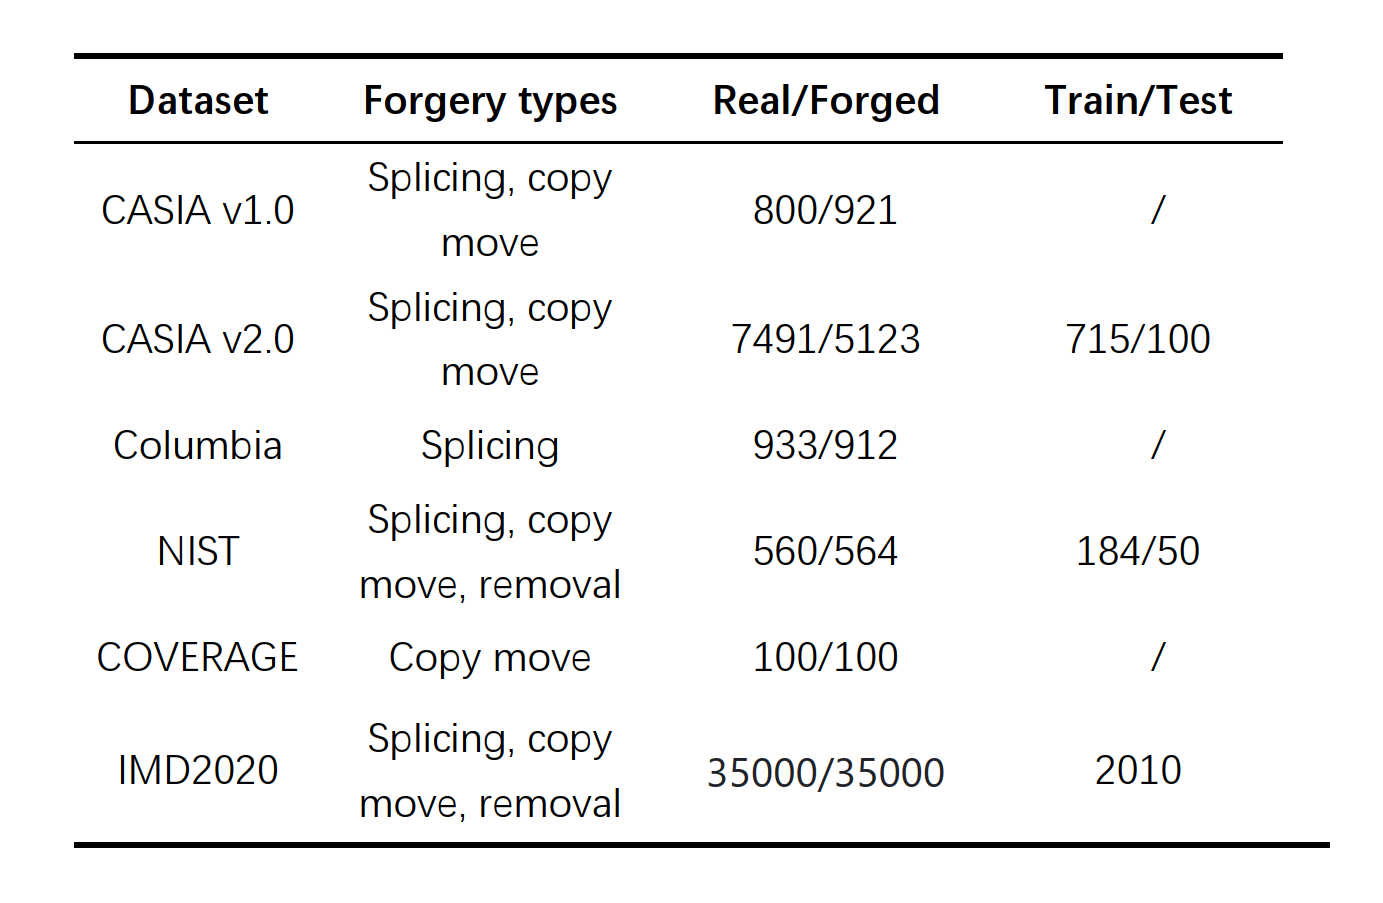 Dataset Forgery types Real/Forged Train/Test
Splicing, copy
CASIA v1.0 800/921 /
move
Splicing, copy
CASIA v2.0 7491/5123 715/100
move
Columbia Splicing 933/912 /
Splicing, copy
NIST 560/564 184/50
move, removal
COVERAGE Copy move 100/100 /
Splicing, copy
IMD2020 35000/35000 2010
move, removal